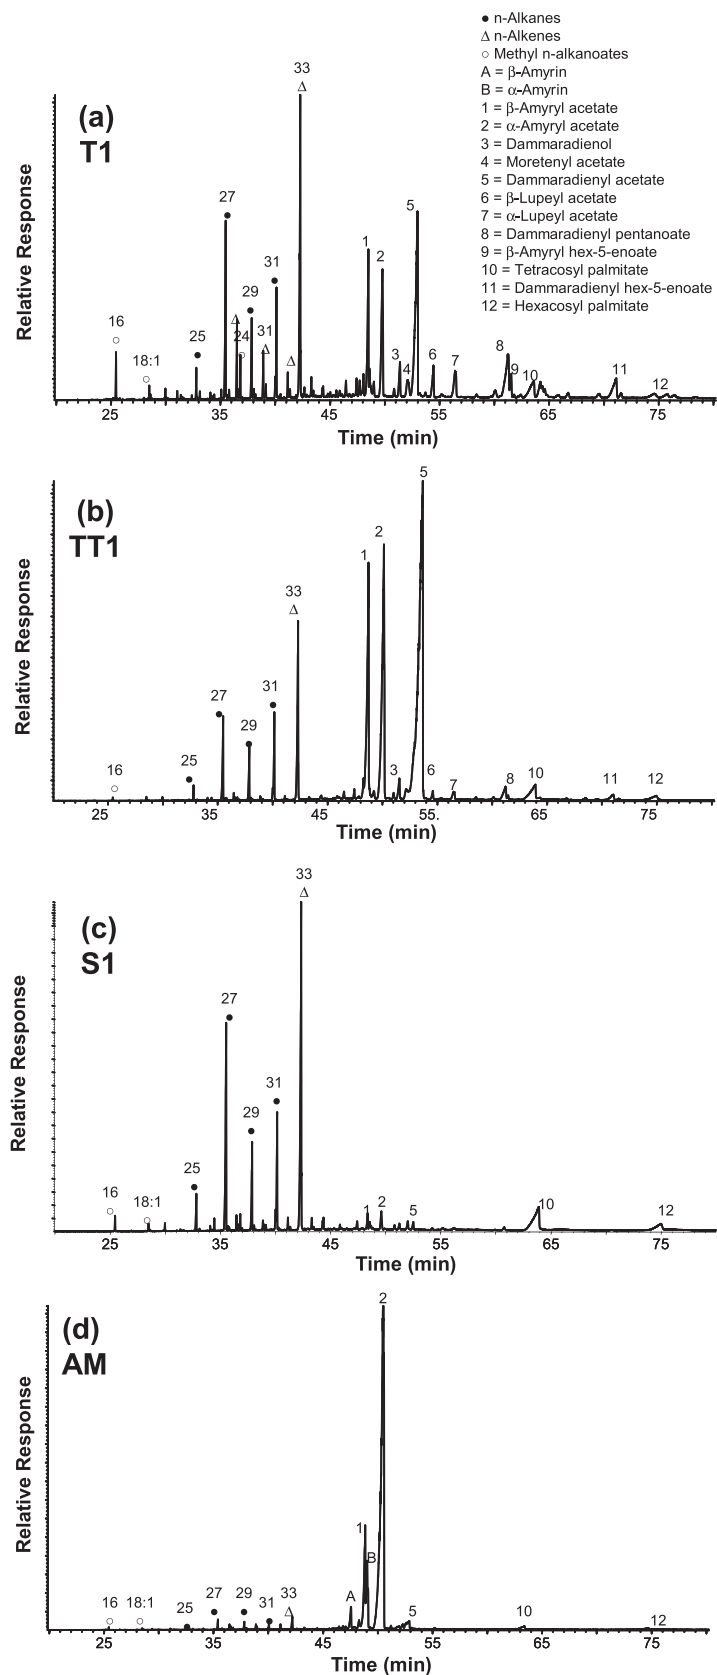 ● n-Alkanes
Δ n-Alkenes
○ Methyl n-alkanoates
A = β-Amyrin
B = α-Amyrin
1 = β-Amyryl acetate
2 = α-Amyryl acetate
3 = Dammaradienol
4 = Moretenyl acetate
5 = Dammaradienyl acetate
6 = β-Lupeyl acetate
7 = α-Lupeyl acetate
8 = Dammaradienyl pentanoate
9 = β-Amyryl hex-5-enoate
10 = Tetracosyl palmitate
11 = Dammaradienyl hex-5-enoate
12 = Hexacosyl palmitate
(a)
T1
Relative Response
16 18:1 25 27 Δ 24 29 31 Δ 31 Δ 33 Δ 1 2 3 4 5 6 7 8 9 10 11 12
25 35 45 55 65 75
Time (min)
(b)
TT1
Relative Response
16 25 27 29 31 33 Δ 1 2 3 5 6 7 8 10 11 12
25 35 45 55. 65 75
Time (min)
(c)
S1
Relative Response
16 18:1 25 27 29 31 33 Δ 1 2 5 10 12
25 35 45 55 65 75
Time (min)
(d)
AM
Relative Response
16 18:1 25 27 29 31 33 Δ A 1 B 2 5 10 12
25 35 45 55 65 75
Time (min)